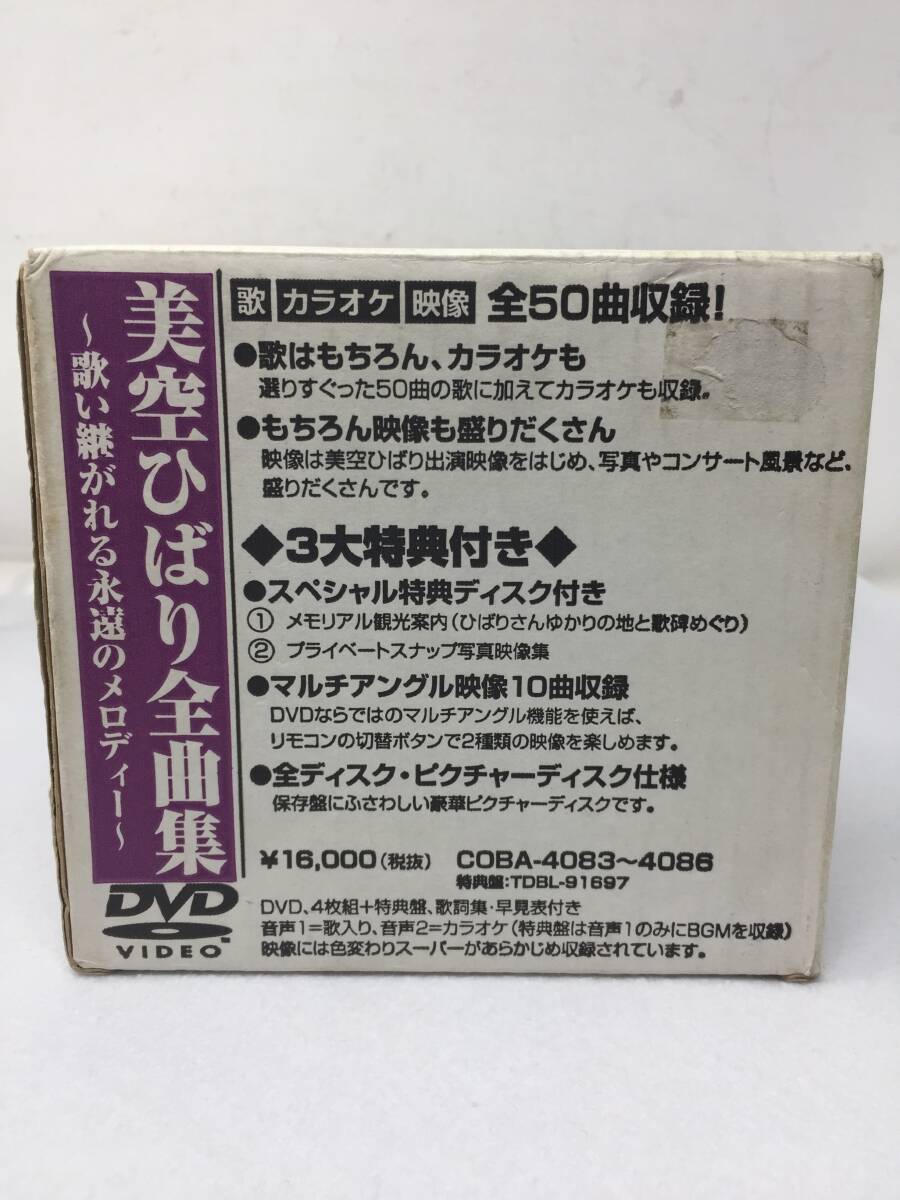 美空ひばり全曲集
〜歌い継がれる永遠のメロディー〜
歌 カラオケ 映像 全50曲収録!
●歌はもちろん、カラオケも
選りすぐった50曲の歌に加えてカラオケも収録。
●もちろん映像も盛りだくさん
映像は美空ひばり出演映像をはじめ、写真やコンサート風景など、
盛りだくさんです。
◆3大特典付き◆
●スペシャル特典ディスク付き
① メモリアル観光案内(ひばりさんゆかりの地と歌碑めぐり)
② プライベートスナップ写真映像集
●マルチアングル映像10曲収録
DVDならではのマルチアングル機能を使えば、
リモコンの切替ボタンで2種類の映像を楽しめます。
●全ディスク・ピクチャーディスク仕様
保存盤にふさわしい豪華ピクチャーディスクです。
¥16,000(税抜) COBA-4083〜4086
特典盤:TDBL-91697
DVD、4枚組+特典盤、歌詞集・早見表付き
音声1=歌入り、音声2=カラオケ(特典盤は音声1のみにBGMを収録)
映像には色変わりスーパーがあらかじめ収録されています。
DVD
VIDEO™